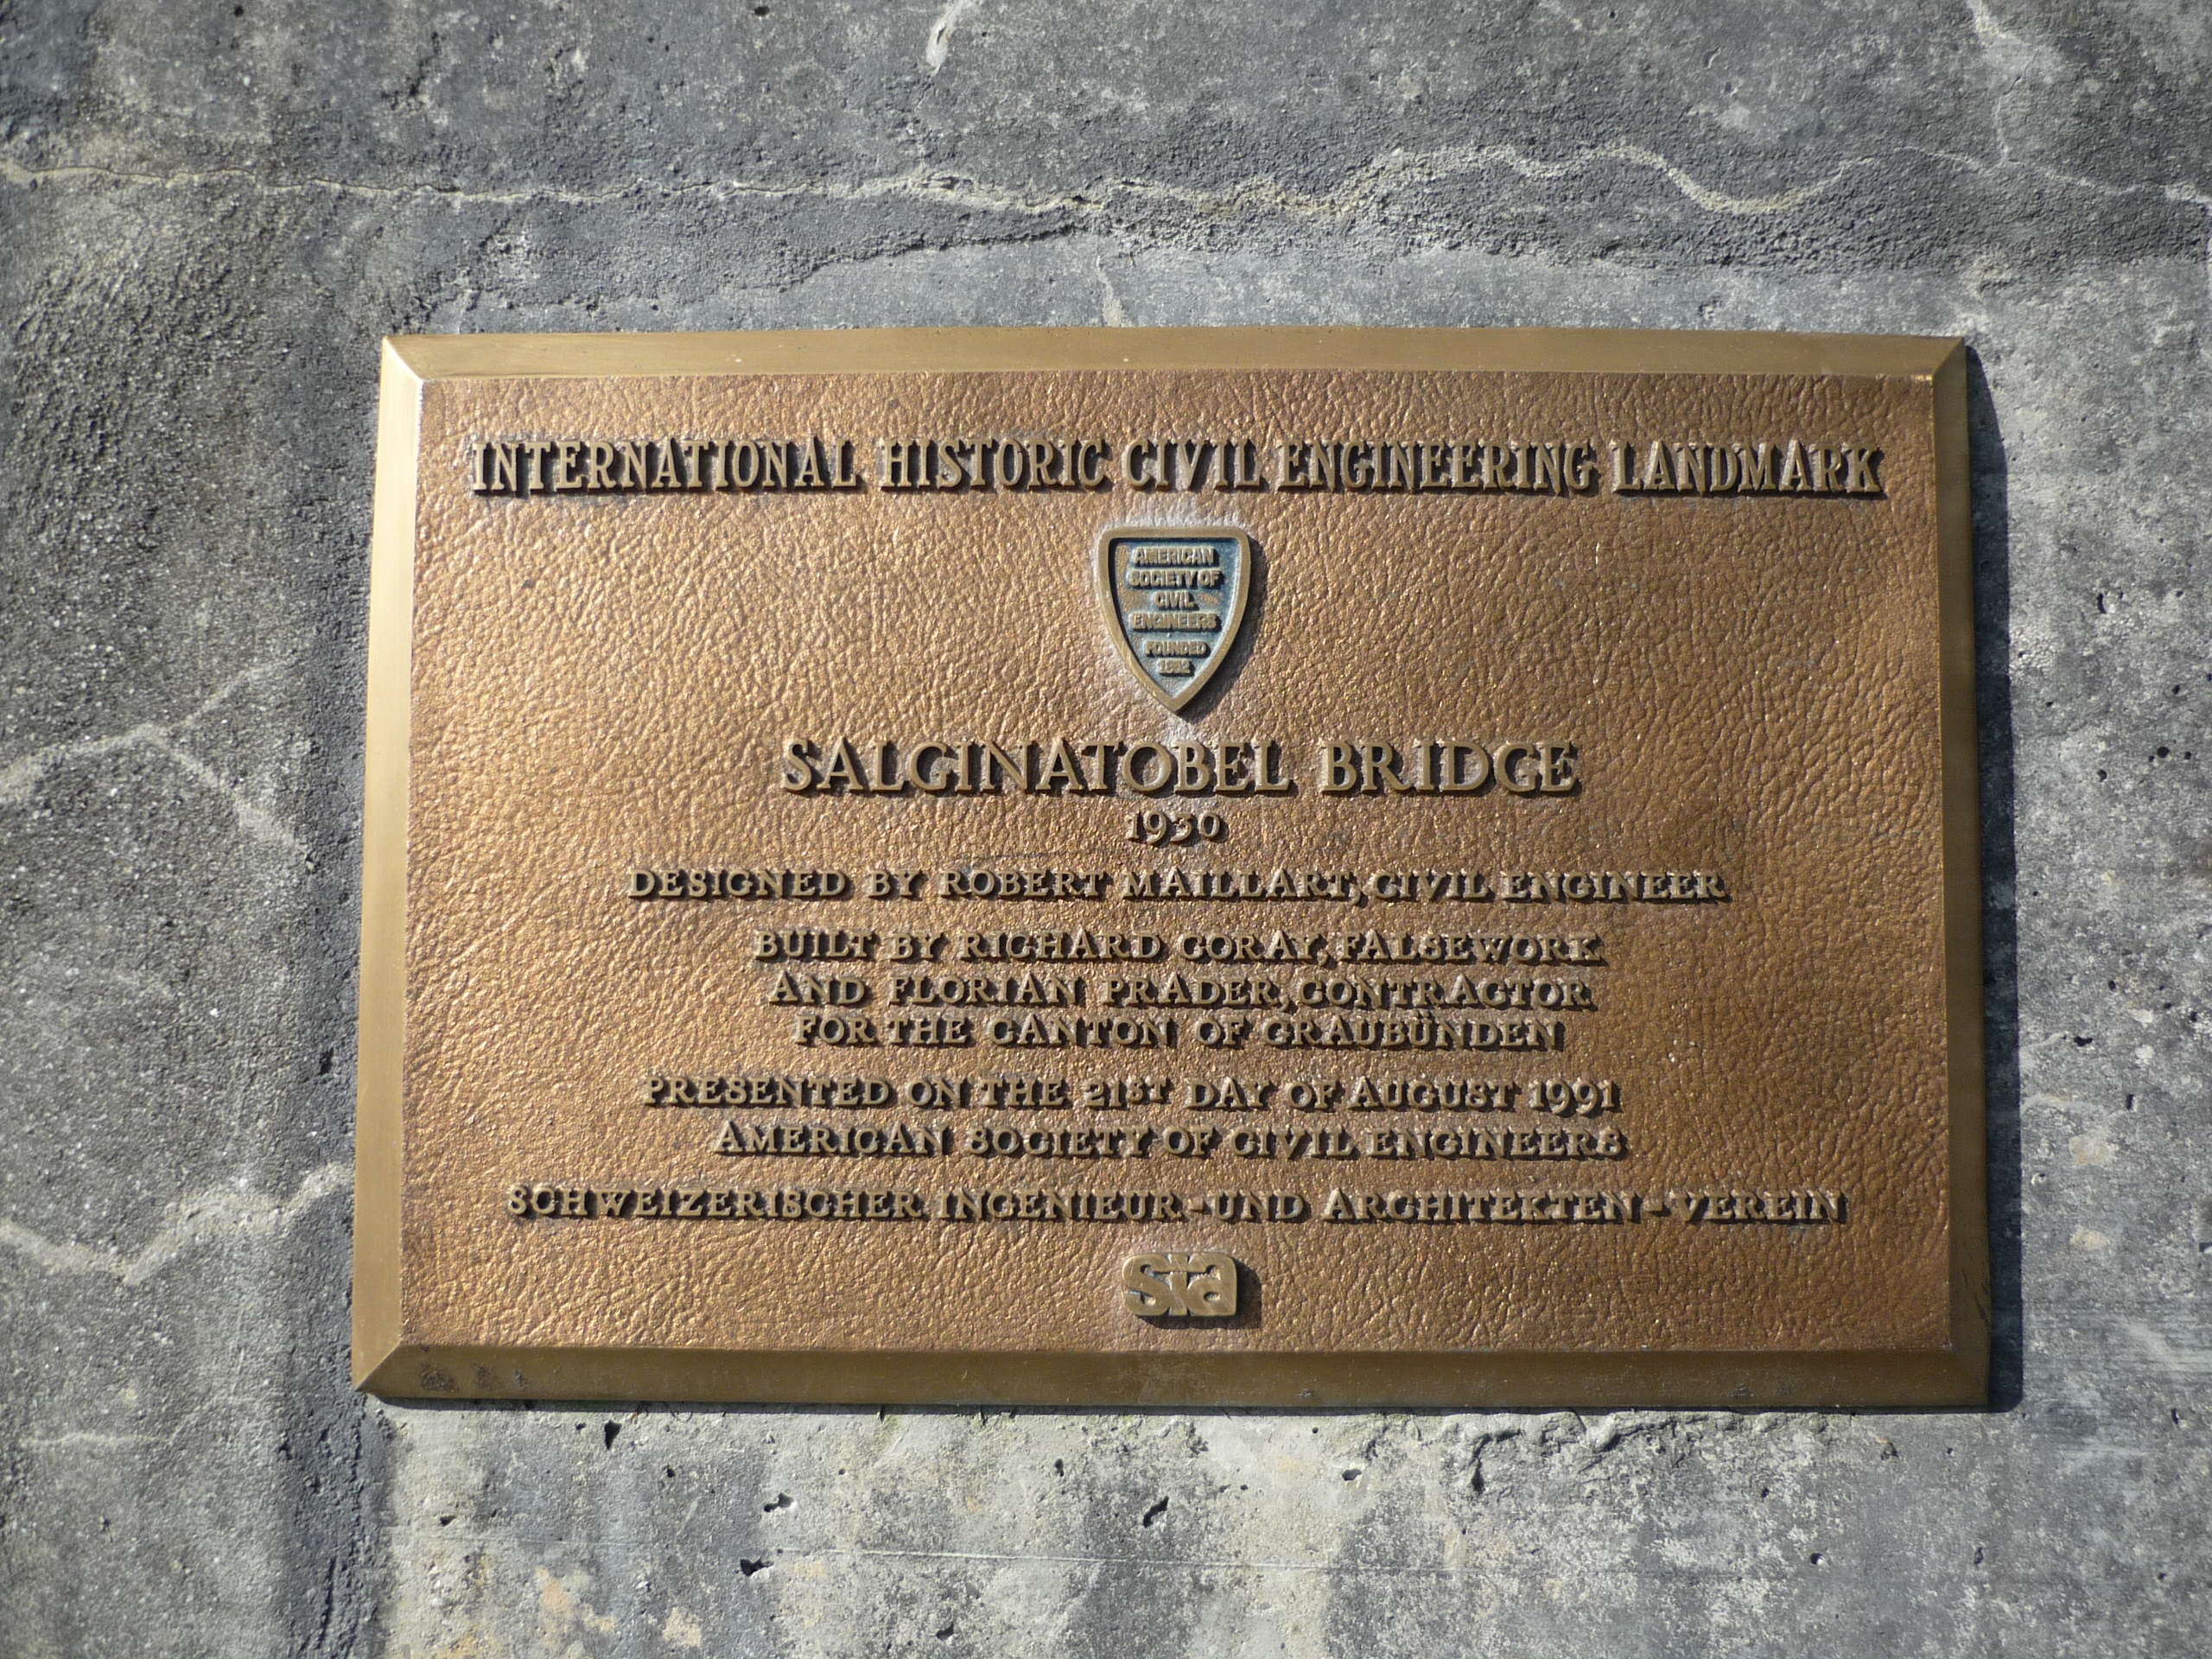 INTERNATIONAL HISTORIC CIVIL ENGINEERING LANDMARK
AMERICAN
SOCIETY OF
CIVIL
ENGINEERS
FOUNDED
1852
SALGINATOBEL BRIDGE
1930
DESIGNED BY ROBERT MAILLART, CIVIL ENGINEER
BUILT BY RICHARD CORAY, FALSEWORK
AND FLORIAN PRADER, CONTRACTOR
FOR THE CANTON OF GRAUBÜNDEN
PRESENTED ON THE 21ST DAY OF AUGUST 1991
AMERICAN SOCIETY OF CIVIL ENGINEERS
SCHWEIZERISCHER INGENIEUR-UND ARCHITEKTEN-VEREIN
sia